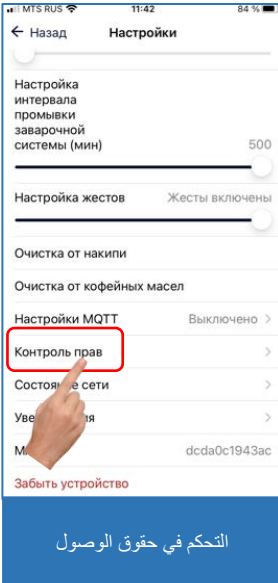 MTS RUS 11:42 84 %
Назад Настройки
Настройка
интервала
промывки
заварочной
системы (мин) 500
Настройка жестов Жесты включены
Очистка от накипи
Очистка от кофейных масел
Настройки MQTT Выключено
Контроль прав
Состояние сети
dcda0c1943ac
Забыть устройство
التحكم في حقوق الوصول